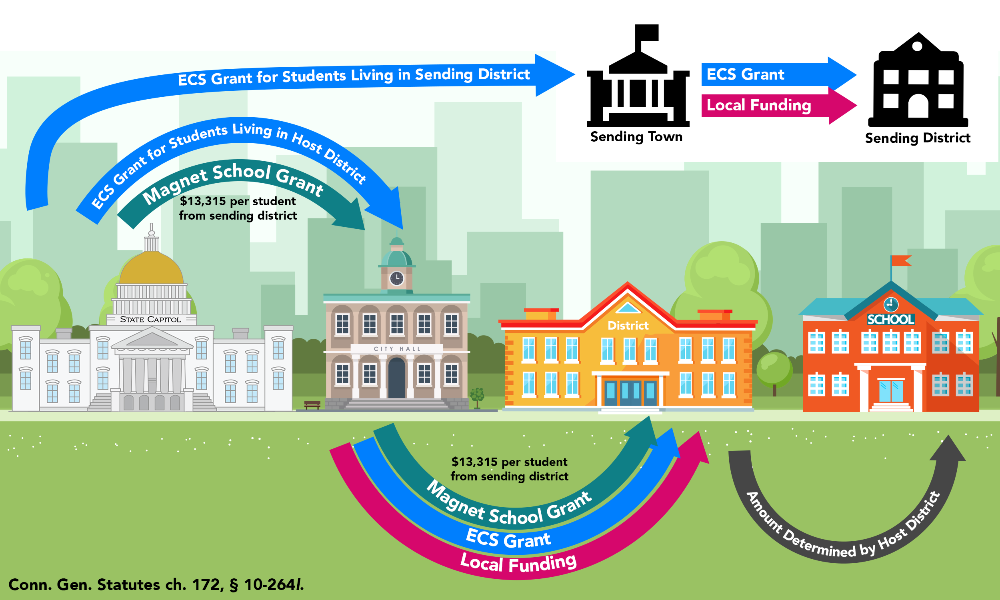 ECS Grant for Students Living in Sending District
ECS Grant
Local Funding
Sending Town
Sending District
ECS Grant for Students Living in Host District
Magnet School Grant
$13,315 per student
from sending district
STATE CAPITOL
CITY HALL
District
SCHOOL
$13,315 per student
from sending district
Magnet School Grant
ECS Grant
Local Funding
Amount Determined by Host District
Conn. Gen. Statutes ch. 172, § 10-264l.